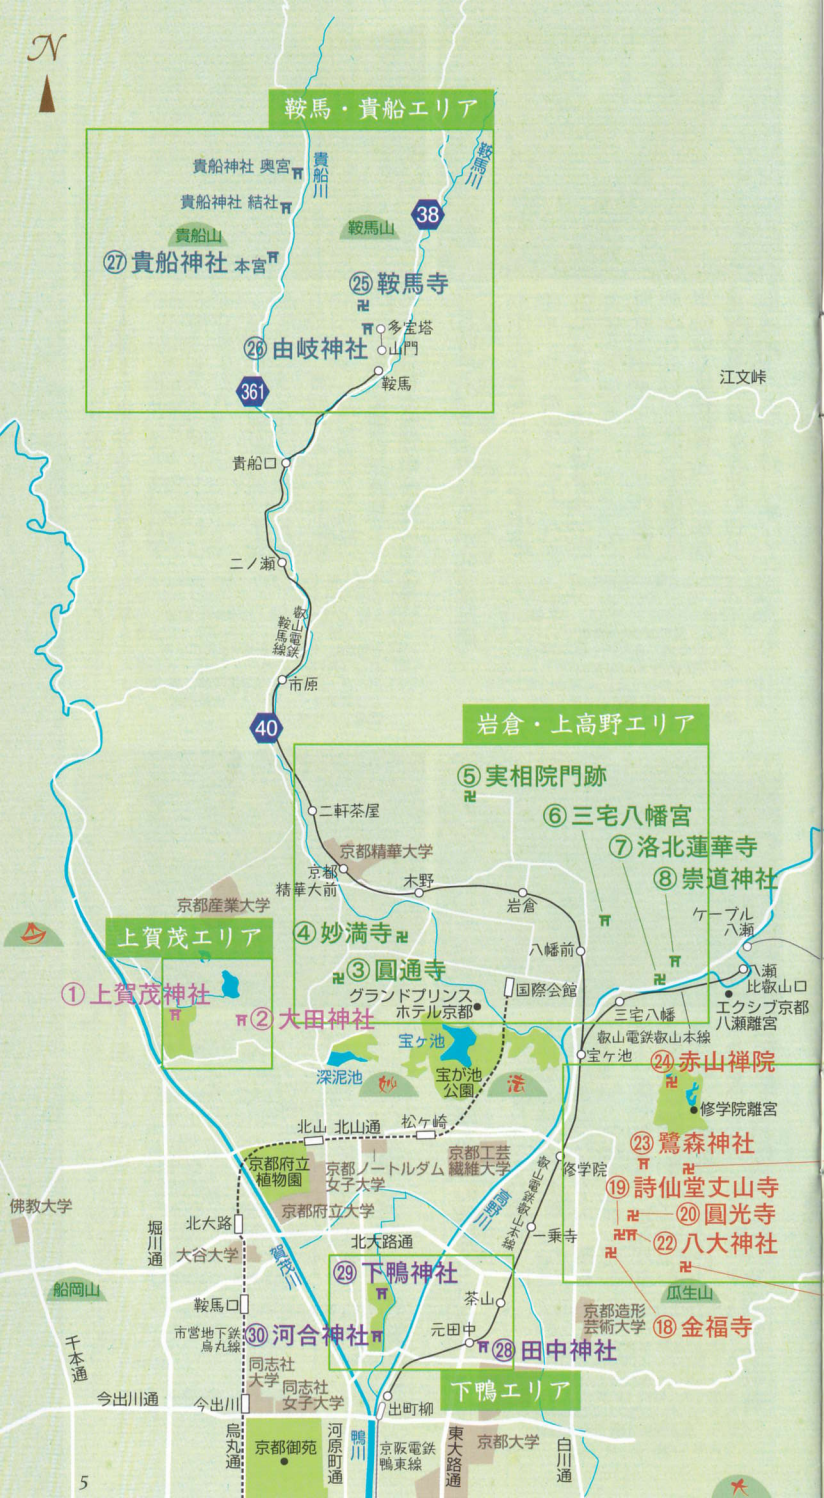 N
鞍馬・貴船エリア
貴船神社 奥宮
貴船川
鞍馬川
貴船神社 結社
38
貴船山
鞍馬山
㉗貴船神社 本宮
㉕鞍馬寺
多宝塔
㉖由岐神社
山門
鞍馬
361
江文峠
貴船口
二ノ瀬
叡山電鉄
鞍馬線
市原
40
岩倉・上高野エリア
⑤実相院門跡
⑥三宅八幡宮
二軒茶屋
⑦洛北蓮華寺
京都精華大学
⑧崇道神社
京都
精華大前
木野
岩倉
京都産業大学
ケーブル
八瀬
上賀茂エリア
④妙満寺
八幡前
③圓通寺
八瀬
比叡山口
①上賀茂神社
グランドプリンス
ホテル京都
国際会館
エクシブ京都
八瀬離宮
②大田神社
三宅八幡
叡山電鉄叡山本線
宝ヶ池
宝ヶ池
㉔赤山禅院
深泥池
妙
宝が池
公園
法
修学院離宮
北山
北山通
松ヶ崎
㉓鷺森神社
京都府立
植物園
京都ノートルダム
女子大学
京都工芸
繊維大学
修学院
叡山電鉄叡山本線
⑲詩仙堂丈山寺
佛教大学
京都府立大学
高野川
⑳圓光寺
堀川通
北大路
北大路通
一乗寺
㉒八大神社
大谷大学
賀茂川
㉙下鴨神社
船岡山
瓜生山
鞍馬口
茶山
京都造形
芸術大学
⑱金福寺
市営地下鉄
烏丸線
㉚河合神社
元田中
㉘田中神社
千本通
同志社
大学
同志社
女子大学
下鴨エリア
今出川通
今出川
出町柳
烏丸通
京都御苑
河原町通
鴨川
京阪電鉄
鴨東線
東大路通
京都大学
白川通
5